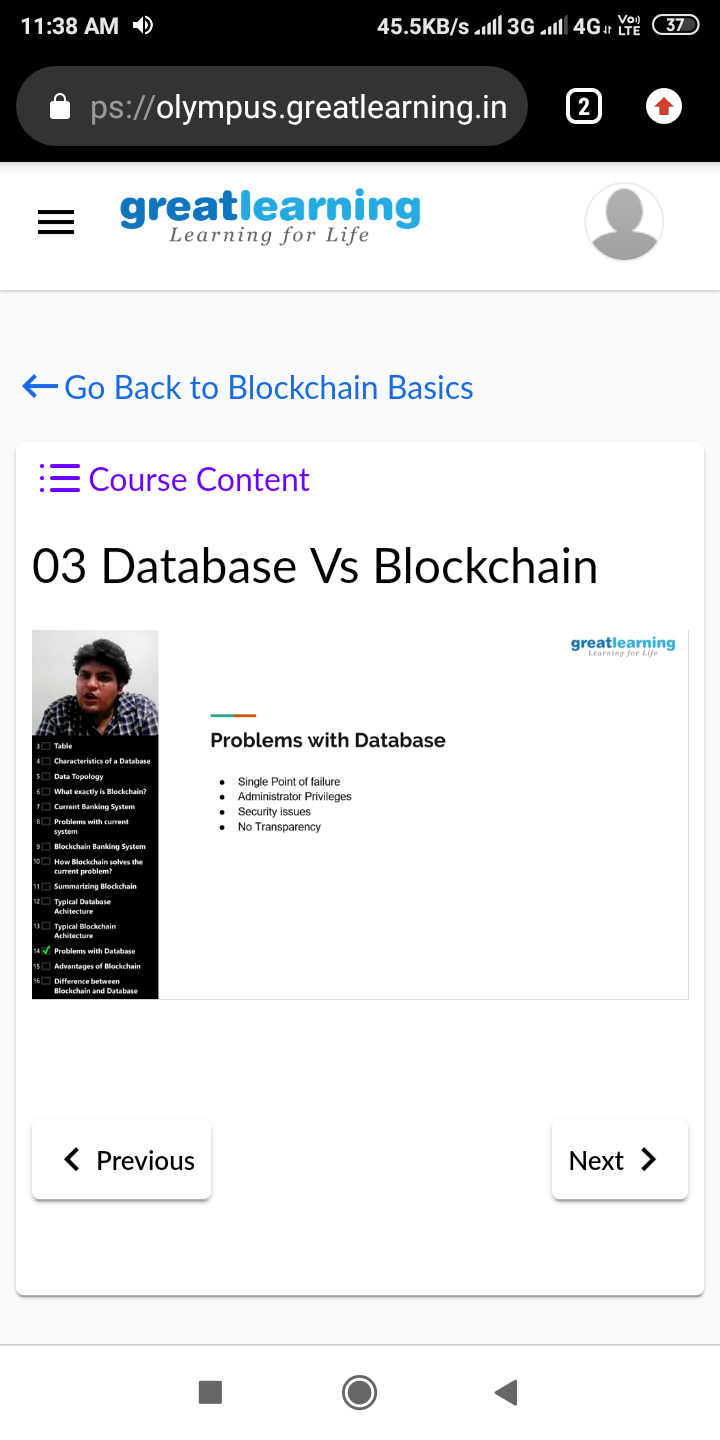 11:38 AM
45.5KB/s 3G 4G Vo) LTE 37
ps://olympus.greatlearning.in
2
greatlearning
Learning for Life
Go Back to Blockchain Basics
Course Content
03 Database Vs Blockchain
greatlearning
Learning for Life
3 Table
4 Characteristics of a Database
5 Data Topology
6 What exactly is Blockchain?
7 Current Banking System
8 Problems with current
system
9 Blockchain Banking System
10 How Blockchain solves the
current problem?
11 Summarizing Blockchain
12 Typical Database
Achitecture
13 Typical Blockchain
Achitecture
14 Problems with Database
15 Advantages of Blockchain
16 Difference between
Blockchain and Database
Problems with Database
• Single Point of failure
• Administrator Privileges
• Security issues
• No Transparency
Previous
Next